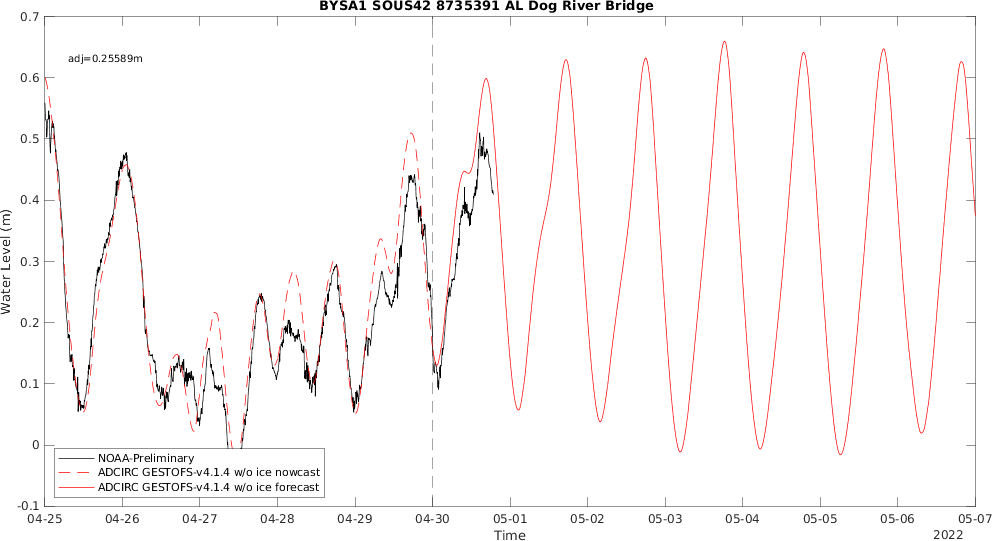 BYSA1 SOUS42 8735391 AL Dog River Bridge
0.7
0.6
0.5
0.4
0.3
0.2
0.1
0
-0.1
Water Level (m)
adj=0.25589m
NOAA-Preliminary
ADCIRC GESTOFS-v4.1.4 w/o ice nowcast
ADCIRC GESTOFS-v4.1.4 w/o ice forecast
04-25 04-26 04-27 04-28 04-29 04-30 05-01 05-02 05-03 05-04 05-05 05-06 05-07
Time
2022